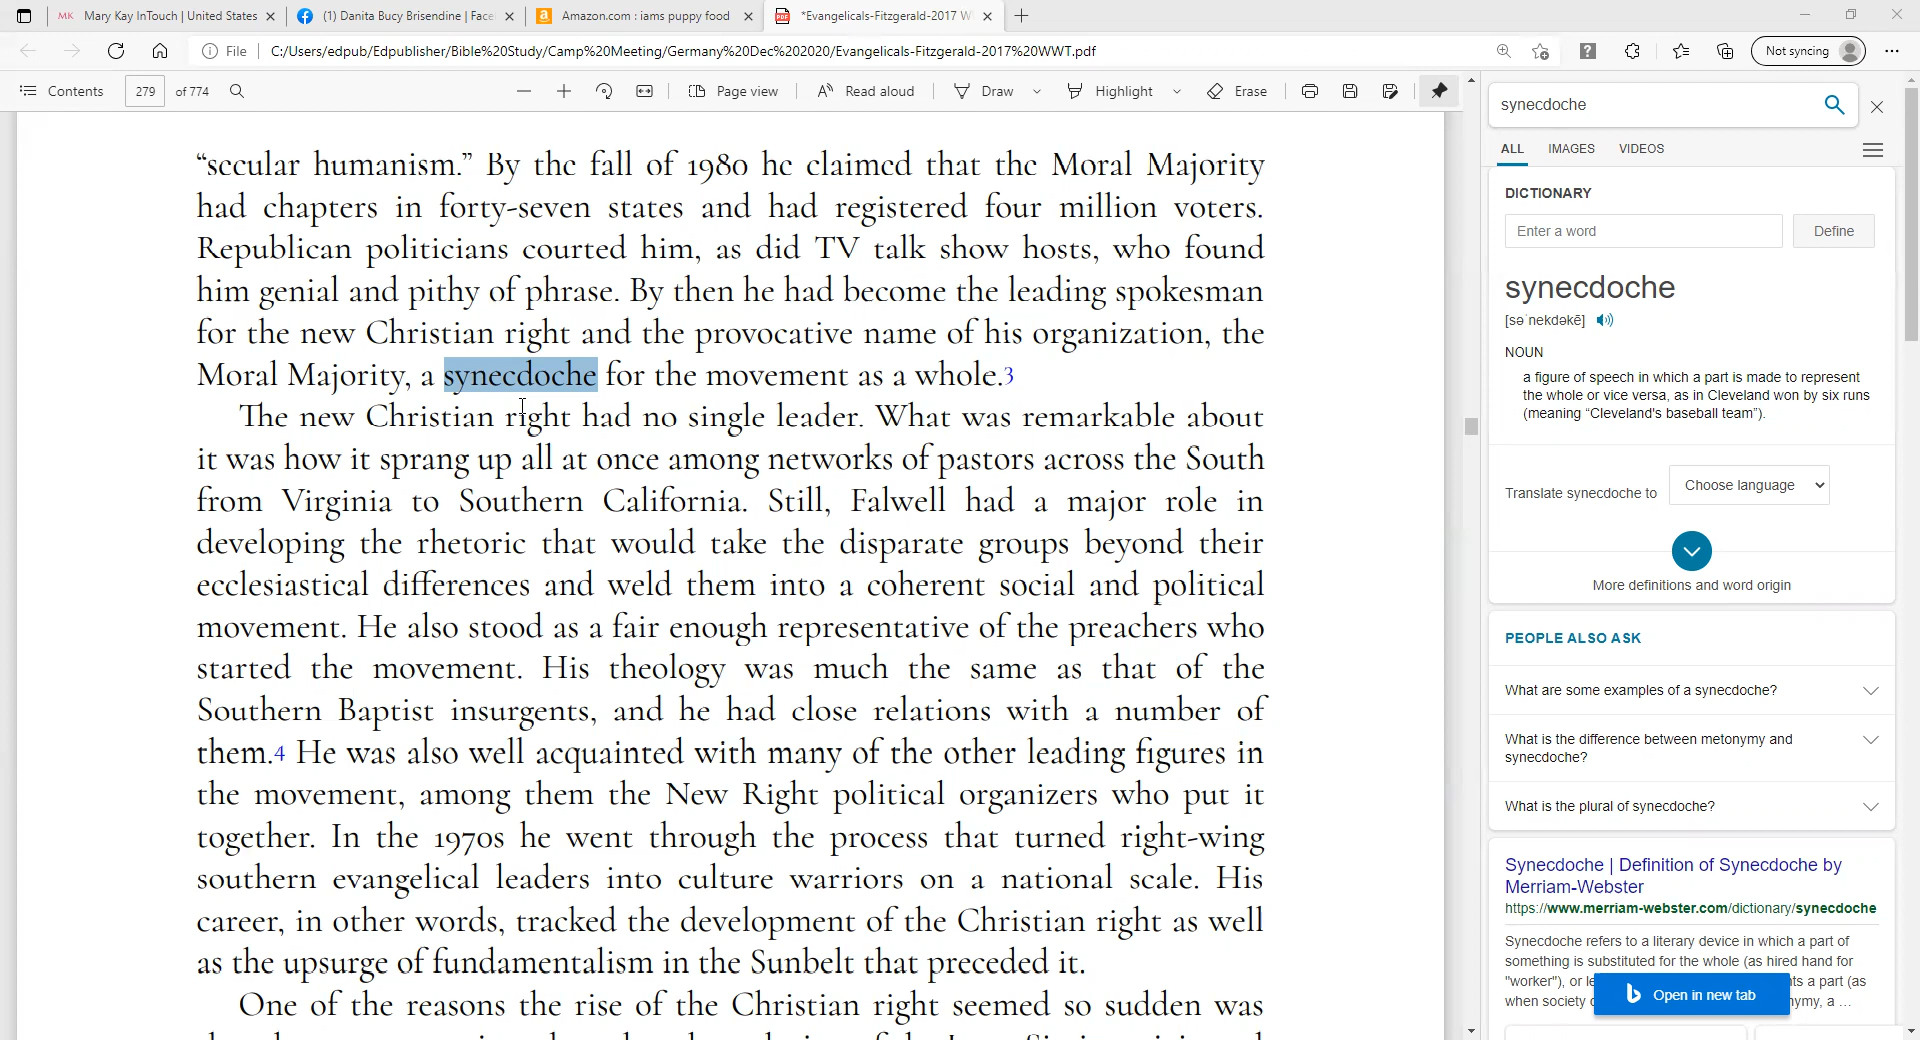 Mary Kay InTouch | United States
(1) Danita Bucy Brisendine | Face
Amazon.com : iams puppy food
*Evangelicals-Fitzgerald-2017 W
File
C:/Users/edpub/Edpublisher/Bible%20Study/Camp%20Meeting/Germany%20Dec%202020/Evangelicals-Fitzgerald-2017%20WWT.pdf
Not syncing
Contents
279 of 774
Page view
Read aloud
Draw
Highlight
Erase
“secular humanism.” By the fall of 1980 he claimed that the Moral Majority
had chapters in forty-seven states and had registered four million voters.
Republican politicians courted him, as did TV talk show hosts, who found
him genial and pithy of phrase. By then he had become the leading spokesman
for the new Christian right and the provocative name of his organization, the
Moral Majority, a synecdoche for the movement as a whole.3
The new Christian right had no single leader. What was remarkable about
it was how it sprang up all at once among networks of pastors across the South
from Virginia to Southern California. Still, Falwell had a major role in
developing the rhetoric that would take the disparate groups beyond their
ecclesiastical differences and weld them into a coherent social and political
movement. He also stood as a fair enough representative of the preachers who
started the movement. His theology was much the same as that of the
Southern Baptist insurgents, and he had close relations with a number of
them.4 He was also well acquainted with many of the other leading figures in
the movement, among them the New Right political organizers who put it
together. In the 1970s he went through the process that turned right-wing
southern evangelical leaders into culture warriors on a national scale. His
career, in other words, tracked the development of the Christian right as well
as the upsurge of fundamentalism in the Sunbelt that preceded it.
One of the reasons the rise of the Christian right seemed so sudden was
synecdoche
ALL IMAGES VIDEOS
DICTIONARY
Enter a word
Define
synecdoche
[səˈnekdəkē]
NOUN
a figure of speech in which a part is made to represent
the whole or vice versa, as in Cleveland won by six runs
(meaning “Cleveland's baseball team”).
Translate synecdoche to
Choose language
More definitions and word origin
PEOPLE ALSO ASK
What are some examples of a synecdoche?
What is the difference between metonymy and
synecdoche?
What is the plural of synecdoche?
Synecdoche | Definition of Synecdoche by
Merriam-Webster
https://www.merriam-webster.com/dictionary/synecdoche
Synecdoche refers to a literary device in which a part of
something is substituted for the whole (as hired hand for
"worker"), or
ts a part (as
when society
nymy, a ...
Open in new tab